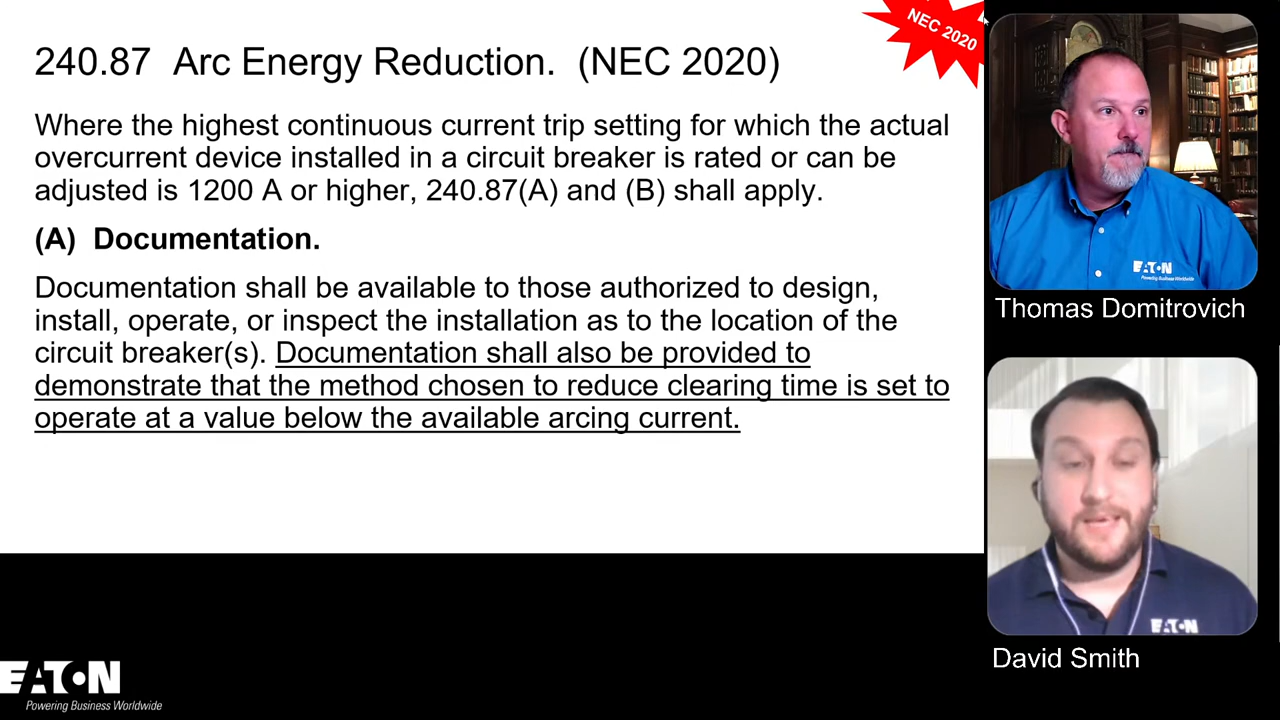 240.87 Arc Energy Reduction. (NEC 2020)
NEC 2020
Where the highest continuous current trip setting for which the actual
overcurrent device installed in a circuit breaker is rated or can be
adjusted is 1200 A or higher, 240.87(A) and (B) shall apply.
(A) Documentation.
Documentation shall be available to those authorized to design,
install, operate, or inspect the installation as to the location of the
circuit breaker(s). Documentation shall also be provided to
demonstrate that the method chosen to reduce clearing time is set to
operate at a value below the available arcing current.
EATON
Powering Business Worldwide
Thomas Domitrovich
EATON
David Smith
EATON
Powering Business Worldwide